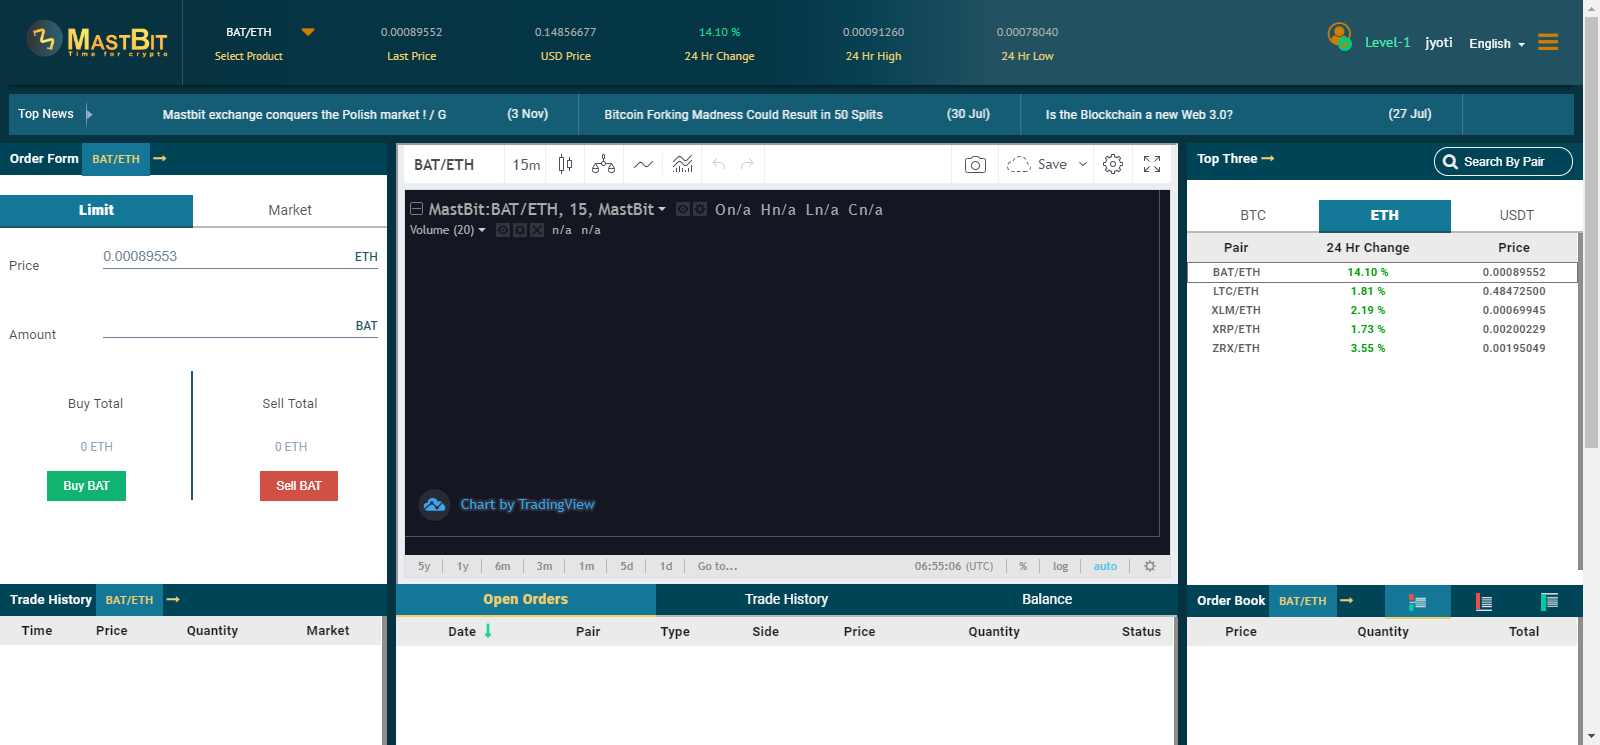 MASTBIT
Time for crypto
BAT/ETH
Select Product
0.00089552
Last Price
0.14856677
USD Price
14.10 %
24 Hr Change
0.00091260
24 Hr High
0.00078040
24 Hr Low
Level-1 jyoti English
Top News
Mastbit exchange conquers the Polish market ! / G (3 Nov)
Bitcoin Forking Madness Could Result in 50 Splits (30 Jul)
Is the Blockchain a new Web 3.0? (27 Jul)
Order Form BAT/ETH
Limit Market
Price 0.00089553 ETH
Amount BAT
Buy Total Sell Total
0 ETH 0 ETH
Buy BAT Sell BAT
BAT/ETH 15m Save
MastBit:BAT/ETH, 15, MastBit On/a Hn/a Ln/a Cn/a
Volume (20) n/a n/a
Chart by TradingView
5y 1y 6m 3m 1m 5d 1d Go to... 06:55:06 (UTC) % log auto
Top Three Search By Pair
BTC ETH USDT
Pair 24 Hr Change Price
BAT/ETH 14.10 % 0.00089552
LTC/ETH 1.81 % 0.48472500
XLM/ETH 2.19 % 0.00069945
XRP/ETH 1.73 % 0.00200229
ZRX/ETH 3.55 % 0.00195049
Trade History BAT/ETH
Time Price Quantity Market
Open Orders Trade History Balance
Date Pair Type Side Price Quantity Status
Order Book BAT/ETH
Price Quantity Total